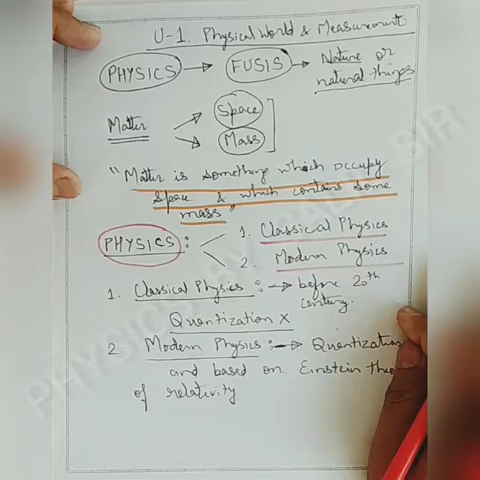 U-1. Physical World & Measurement
PHYSICS → FUSIS → Nature or
natural things
Matter → Space
→ Mass
"Matter is something which occupy
space & which contains some
mass"
PHYSICS : 1. Classical Physics
2. Modern Physics
1. Classical Physics :- → before 20th
century.
Quantization X
2. Modern Physics :- → Quantization
and based on Einstein theo
of relativity